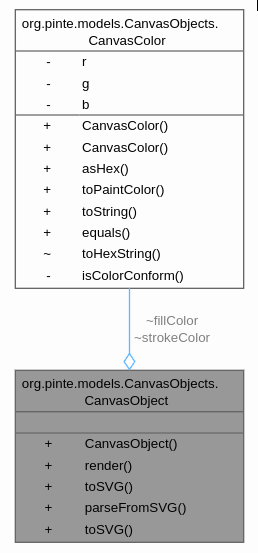 org.pinte.models.CanvasObjects.
CanvasColor
- r
- g
- b
+ CanvasColor()
+ CanvasColor()
+ asHex()
+ toPaintColor()
+ toString()
+ equals()
~ toHexString()
- isColorConform()
~fillColor
~strokeColor
org.pinte.models.CanvasObjects.
CanvasObject
+ CanvasObject()
+ render()
+ toSVG()
+ parseFromSVG()
+ toSVG()